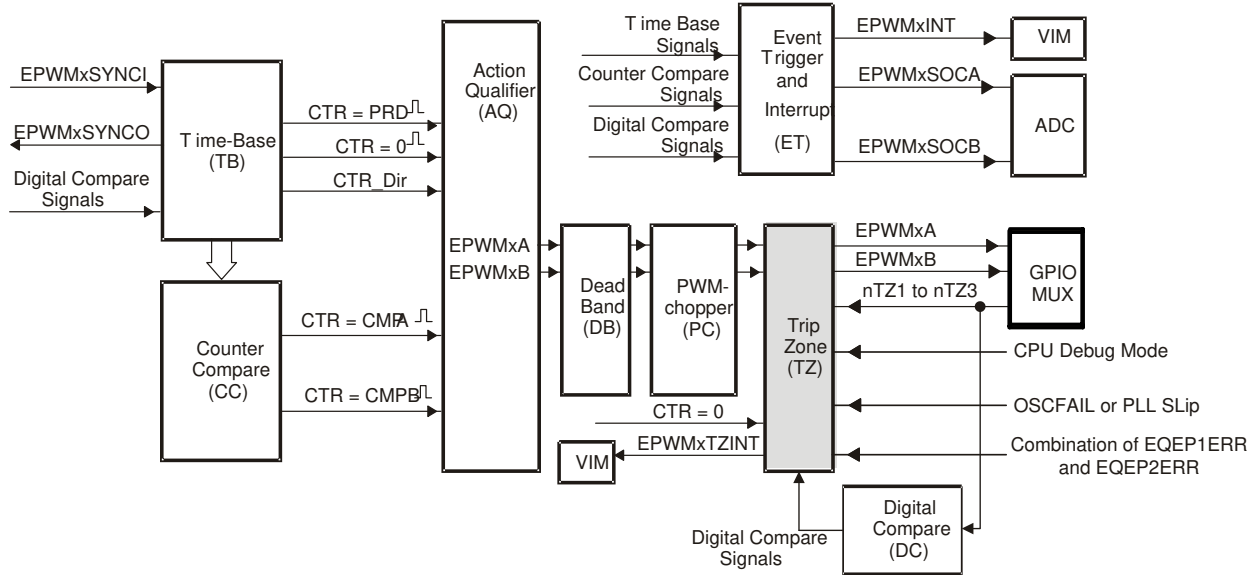 EPWMxSYNCI
EPWMxSYNCO
Digital Compare
Signals
Time-Base
(TB)
CTR = PRD
CTR = 0
CTR_Dir
Counter
Compare
(CC)
CTR = CMPA
CTR = CMPB
Action
Qualifier
(AQ)
EPWMxA
EPWMxB
Time Base
Signals
Counter Compare
Signals
Digital Compare
Signals
Event
Trigger
and
Interrupt
(ET)
EPWMxINT
EPWMxSOCA
EPWMxSOCB
VIM
ADC
Dead
Band
(DB)
PWM-
chopper
(PC)
Trip
Zone
(TZ)
EPWMxA
EPWMxB
nTZ1 to nTZ3
GPIO
MUX
CPU Debug Mode
OSCFAIL or PLL SLip
Combination of EQEP1ERR
and EQEP2ERR
CTR = 0
EPWMxTZINT
VIM
Digital Compare
Signals
Digital
Compare
(DC)